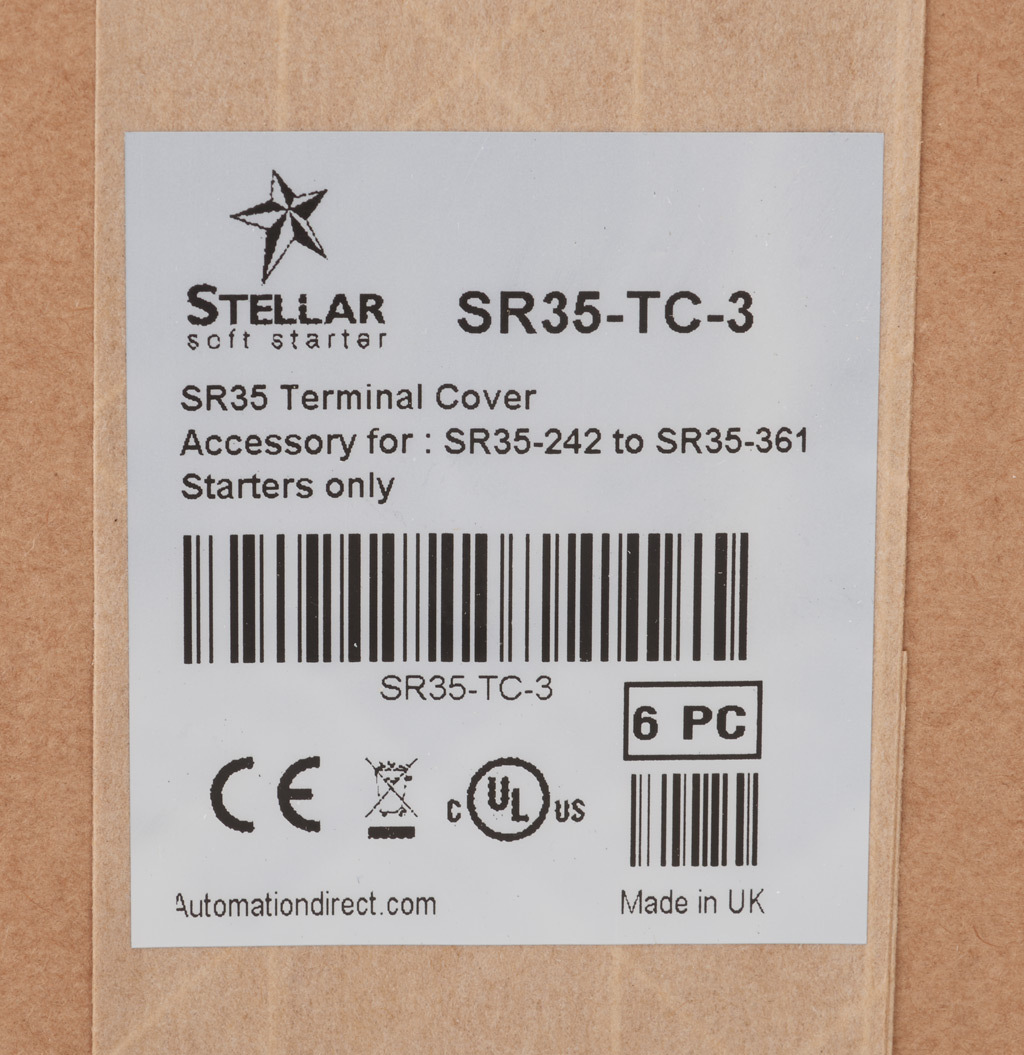 STELLAR
soft starter
SR35-TC-3
SR35 Terminal Cover
Accessory for : SR35-242 to SR35-361
Starters only
SR35-TC-3
6 PC
CE
C UL US
Automationdirect.com
Made in UK